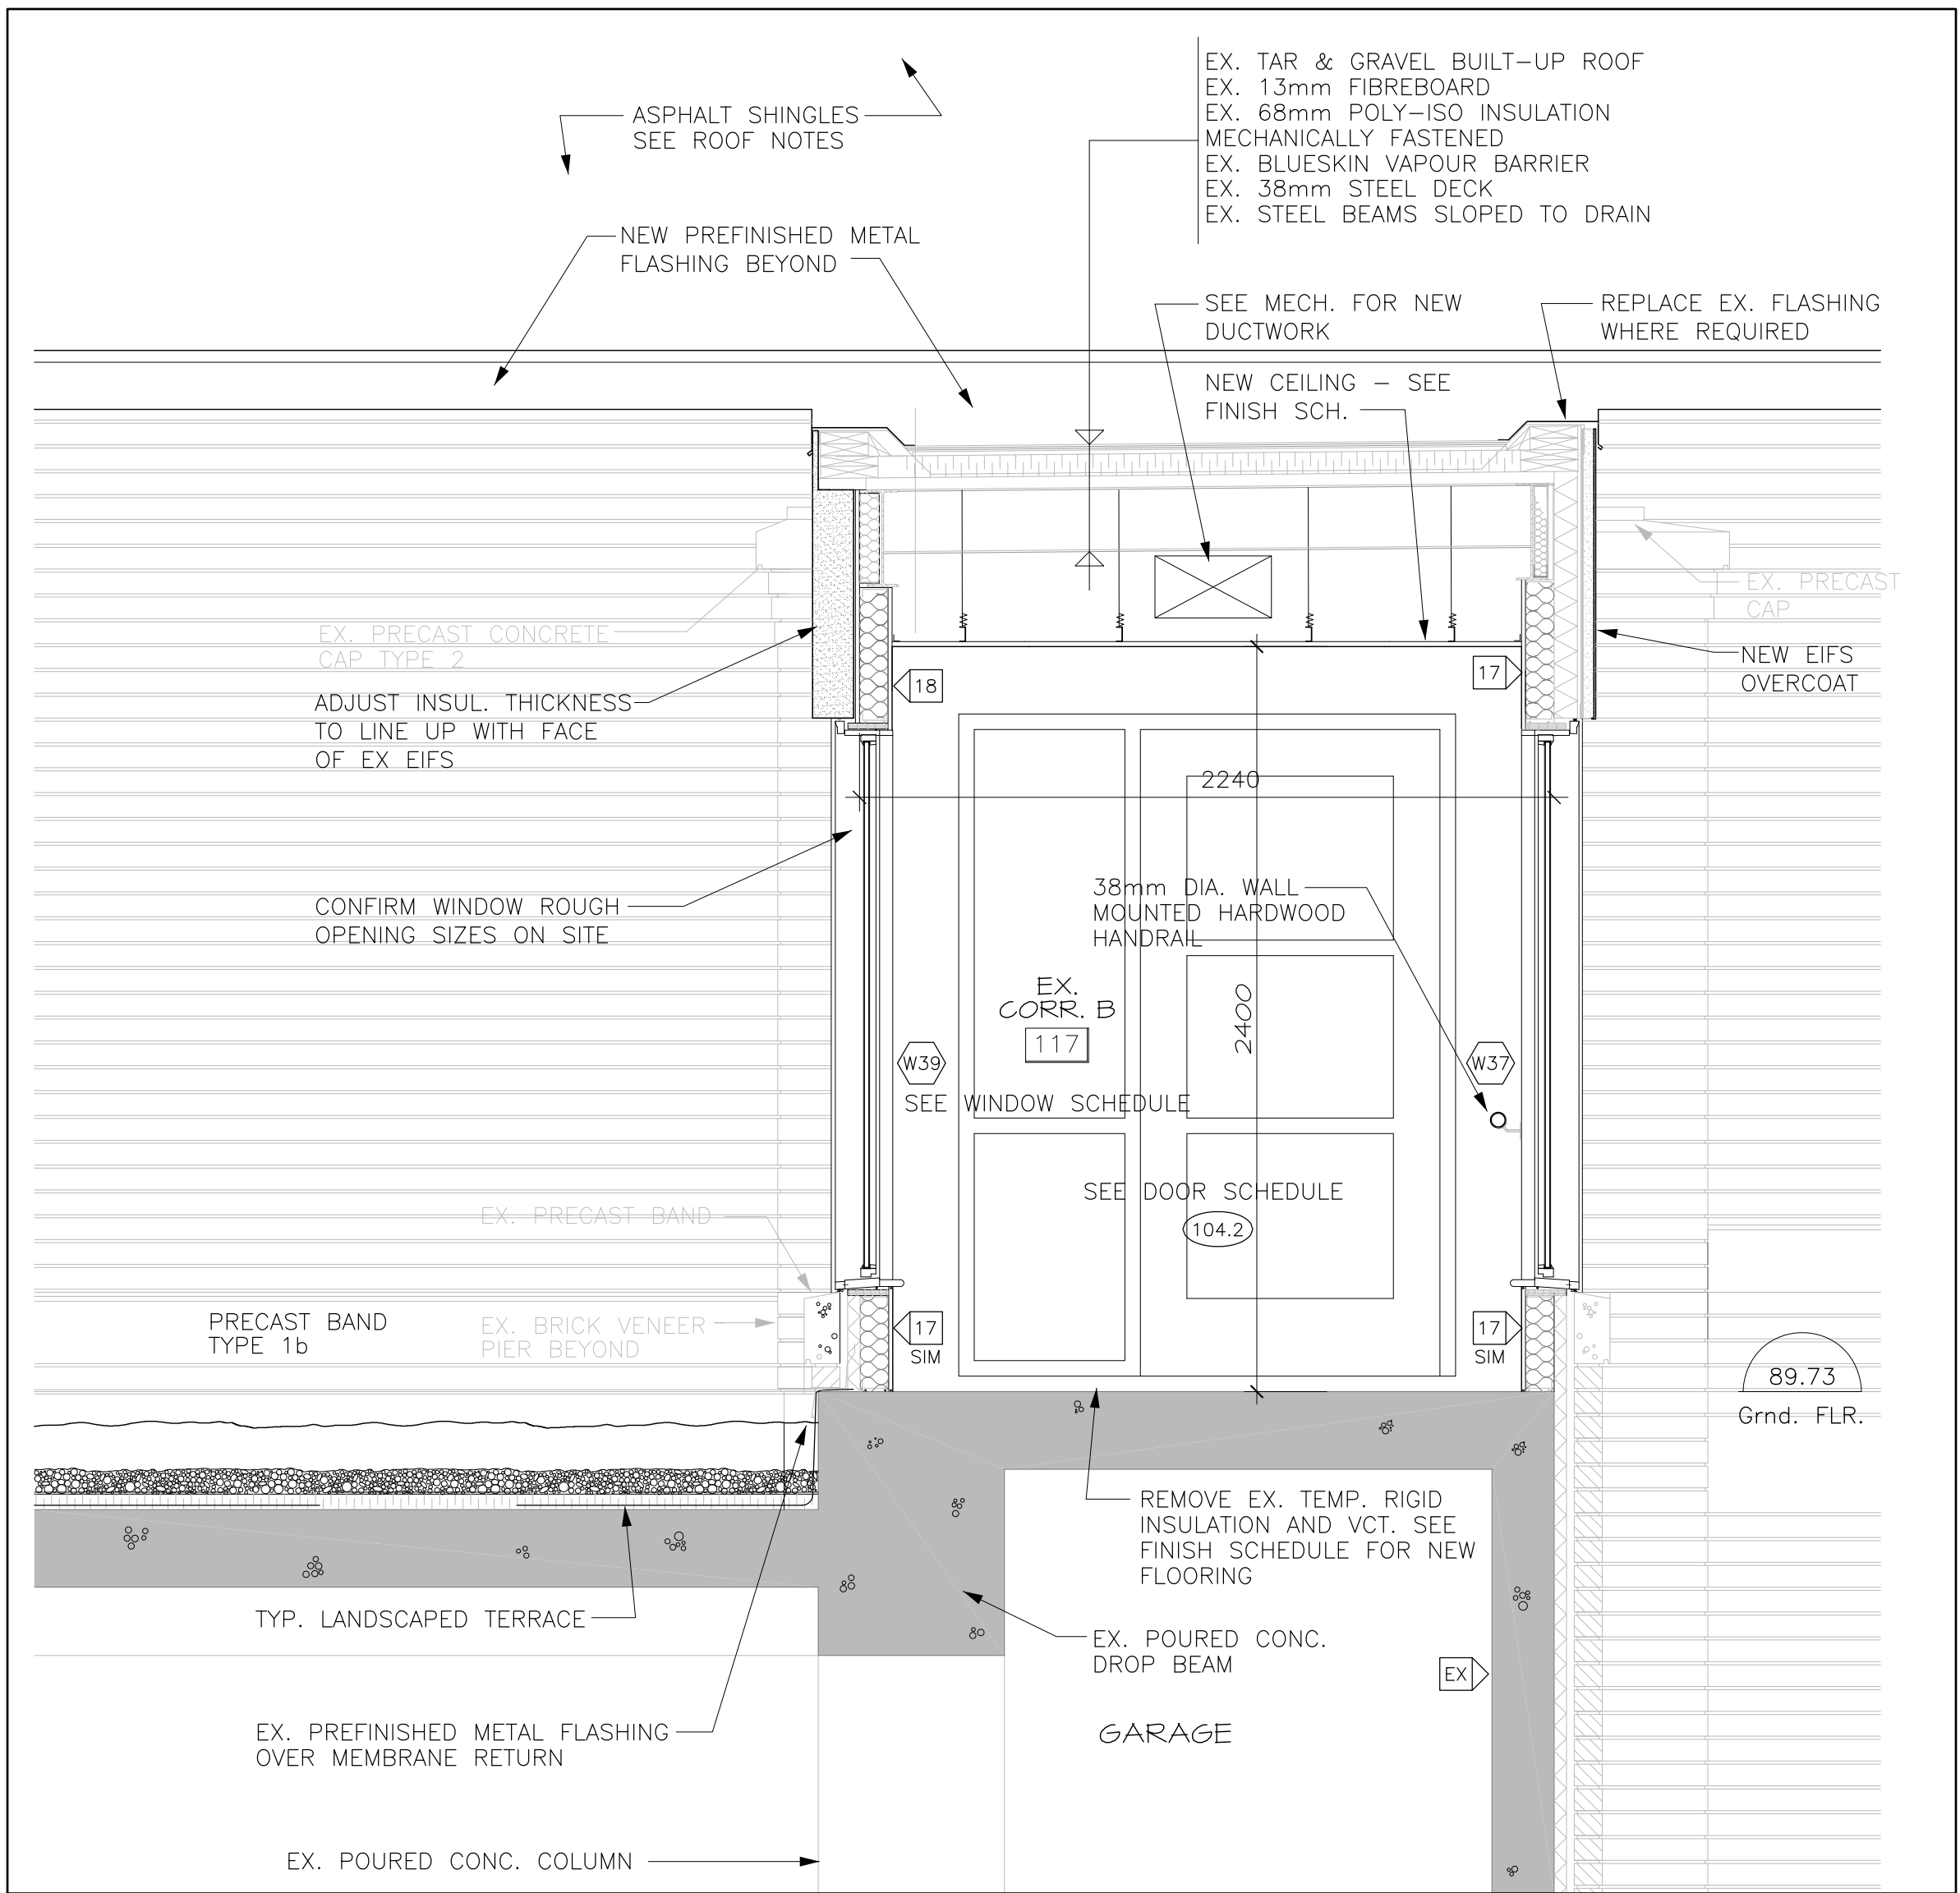 EX. TAR & GRAVEL BUILT-UP ROOF
EX. 13mm FIBREBOARD
EX. 68mm POLY-ISO INSULATION
MECHANICALLY FASTENED
EX. BLUESKIN VAPOUR BARRIER
EX. 38mm STEEL DECK
EX. STEEL BEAMS SLOPED TO DRAIN
ASPHALT SHINGLES
SEE ROOF NOTES
NEW PREFINISHED METAL
FLASHING BEYOND
SEE MECH. FOR NEW
DUCTWORK
REPLACE EX. FLASHING
WHERE REQUIRED
NEW CEILING - SEE
FINISH SCH.
EX. PRECAST
CAP
EX. PRECAST CONCRETE
CAP TYPE 2
NEW EIFS
OVERCOAT
ADJUST INSUL. THICKNESS
TO LINE UP WITH FACE
OF EX EIFS
18
17
2240
CONFIRM WINDOW ROUGH
OPENING SIZES ON SITE
38mm DIA. WALL
MOUNTED HARDWOOD
HANDRAIL
EX.
CORR. B
117
2400
W39
W37
SEE WINDOW SCHEDULE
SEE DOOR SCHEDULE
104.2
EX. PRECAST BAND
PRECAST BAND
TYPE 1b
EX. BRICK VENEER
PIER BEYOND
17
SIM
17
SIM
89.73
Grnd. FLR.
REMOVE EX. TEMP. RIGID
INSULATION AND VCT. SEE
FINISH SCHEDULE FOR NEW
FLOORING
TYP. LANDSCAPED TERRACE
EX. POURED CONC.
DROP BEAM
EX
GARAGE
EX. PREFINISHED METAL FLASHING
OVER MEMBRANE RETURN
EX. POURED CONC. COLUMN